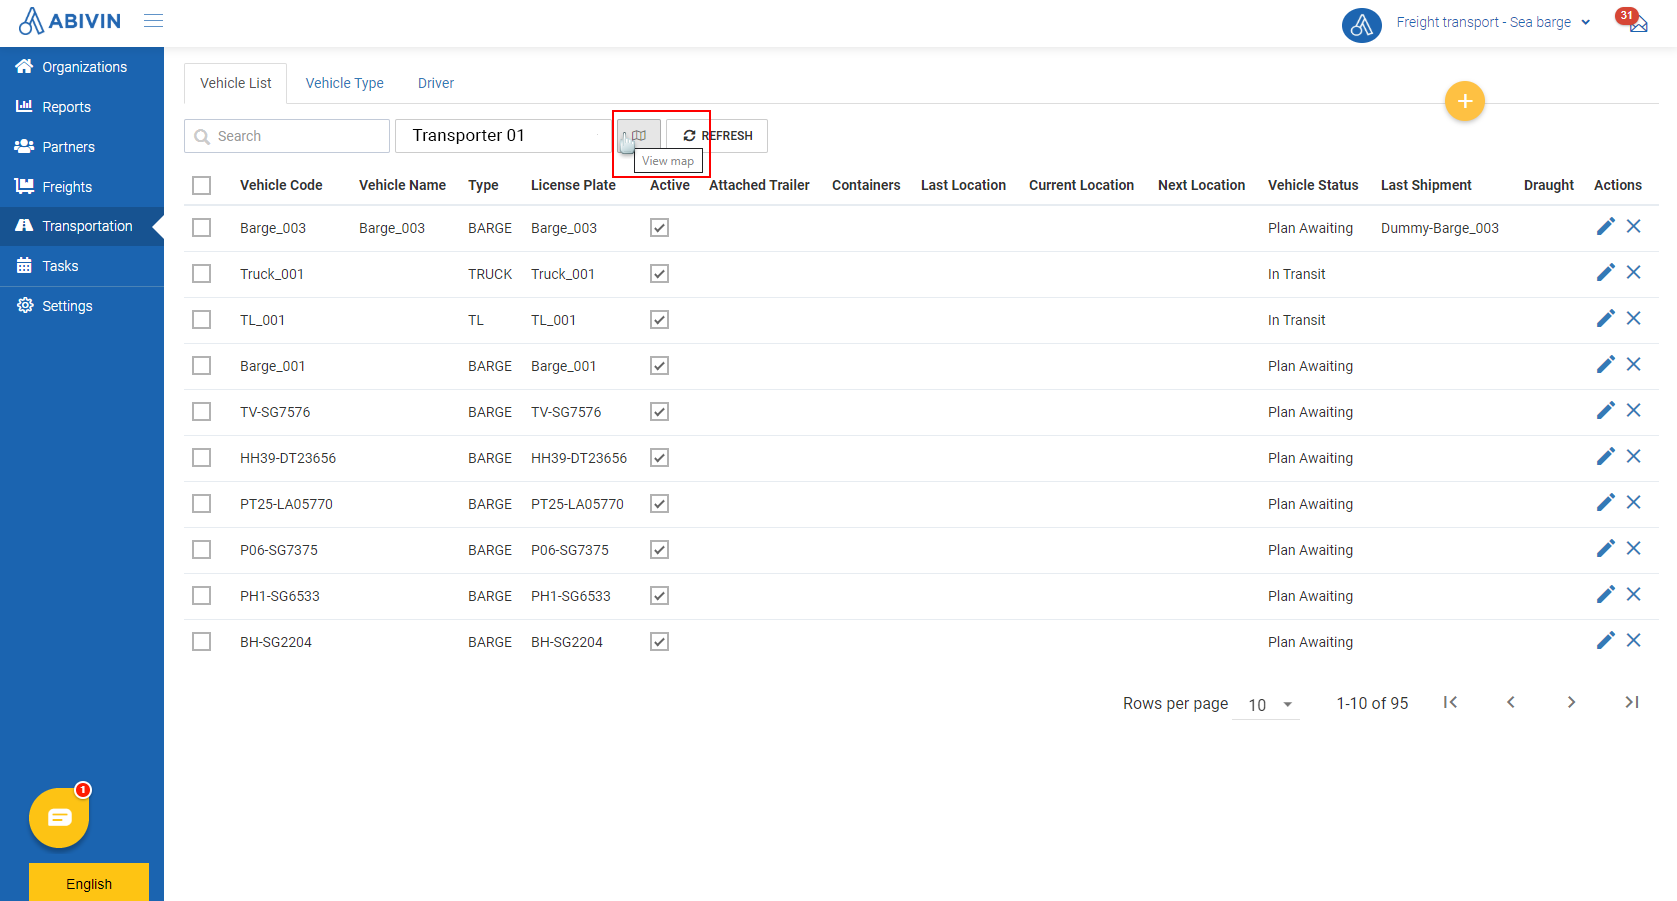 ABIVIN
Freight transport - Sea barge
31
Organizations
Reports
Partners
Freights
Transportation
Tasks
Settings
Vehicle List
Vehicle Type
Driver
+
Search
Transporter 01
REFRESH
View map
Vehicle Code Vehicle Name Type License Plate Active Attached Trailer Containers Last Location Current Location Next Location Vehicle Status Last Shipment Draught Actions
Barge_003 Barge_003 BARGE Barge_003 Plan Awaiting Dummy-Barge_003
Truck_001 TRUCK Truck_001 In Transit
TL_001 TL TL_001 In Transit
Barge_001 BARGE Barge_001 Plan Awaiting
TV-SG7576 BARGE TV-SG7576 Plan Awaiting
HH39-DT23656 BARGE HH39-DT23656 Plan Awaiting
PT25-LA05770 BARGE PT25-LA05770 Plan Awaiting
P06-SG7375 BARGE P06-SG7375 Plan Awaiting
PH1-SG6533 BARGE PH1-SG6533 Plan Awaiting
BH-SG2204 BARGE BH-SG2204 Plan Awaiting
Rows per page 10 1-10 of 95
1
English